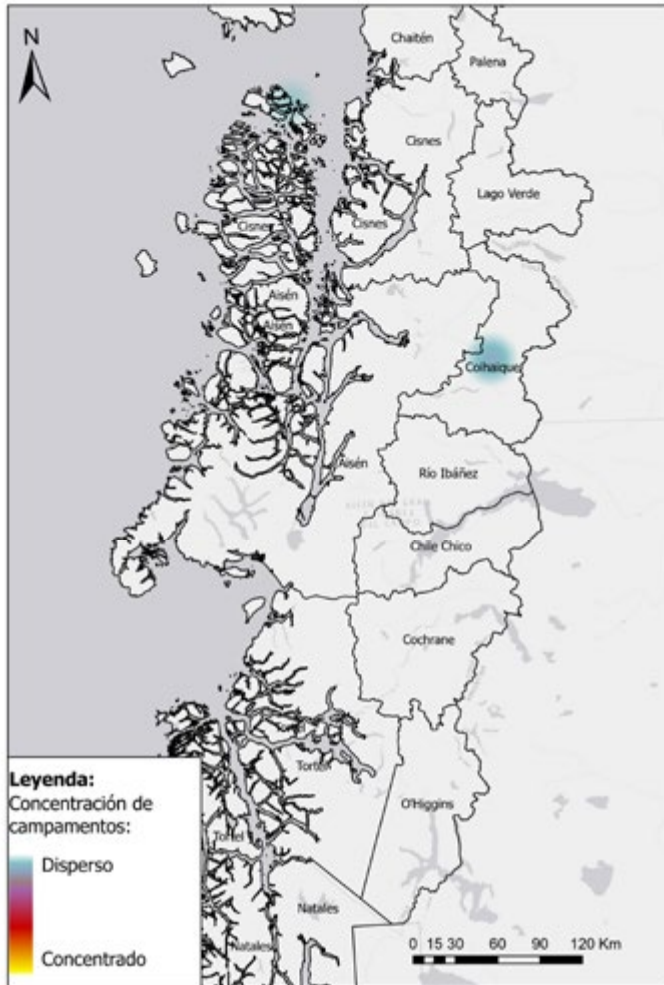 N
Chaitén
Palena
Cisnes
Lago Verde
Cisnes
Cisnes
Aisén
Aisén
Coihaique
Aisén
Río Ibáñez
Chile Chico
Cochrane
Tortel
O'Higgins
Tortel
Natales
Natales
Leyenda:
Concentración de
campamentos:
Disperso
Concentrado
0 15 30 60 90 120 Km